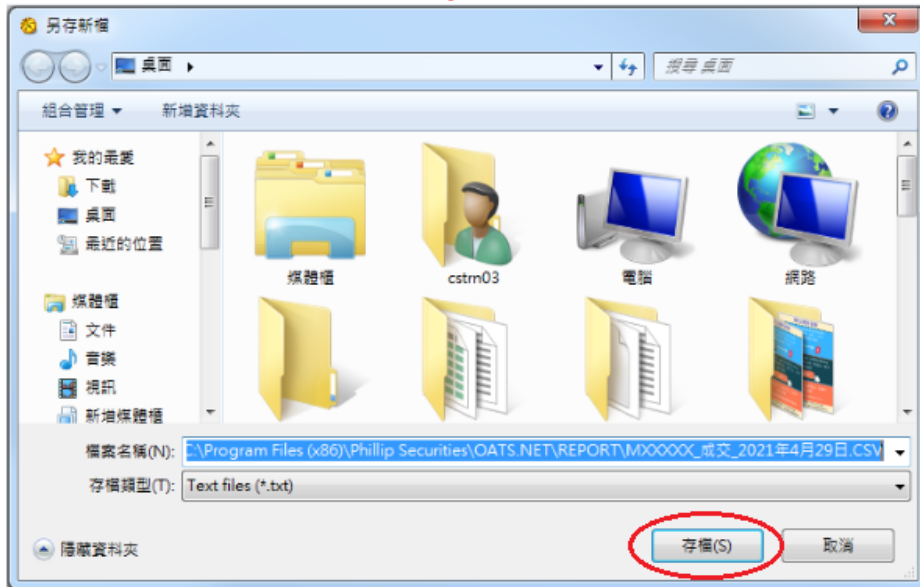 另存新檔
桌面
搜尋 桌面
組合管理
新增資料夾
我的最愛
下載
桌面
最近的位置
媒體櫃
文件
音樂
視訊
新增媒體櫃
媒體櫃
cstrn03
電腦
網路
檔案名稱(N):
C:\Program Files (x86)\Phillip Securities\OATS.NET\REPORT\MXXXXX_成交_2021年4月29日.CSV
存檔類型(T):
Text files (*.txt)
隱藏資料夾
存檔(S)
取消